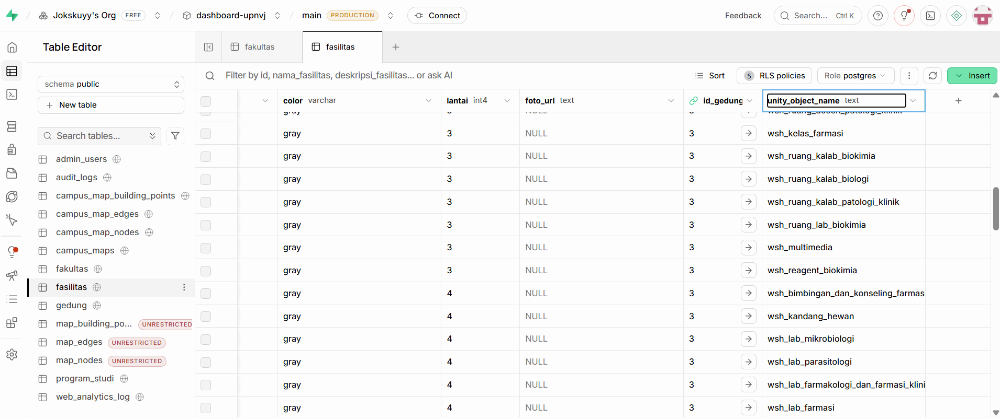 Jokskuyy's Org FREE / dashboard-upnvj / main PRODUCTION Connect Feedback Search... Ctrl K
Table Editor
fakultas
fasilitas
schema public
New table
Search tables...
admin_users
audit_logs
campus_map_building_points
campus_map_edges
campus_map_nodes
campus_maps
fakultas
fasilitas
gedung
map_building_po... UNRESTRICTED
map_edges UNRESTRICTED
map_nodes UNRESTRICTED
program_studi
web_analytics_log
Filter by id, nama_fasilitas, deskripsi_fasilitas... or ask AI Sort 5 RLS policies Role postgres Insert
color varchar lantai int4 foto_url text id_gedung unity_object_name text
gray 3 NULL 3 wsh_kelas_farmasi
gray 3 NULL 3 wsh_ruang_kalab_biokimia
gray 3 NULL 3 wsh_ruang_kalab_biologi
gray 3 NULL 3 wsh_ruang_kalab_patologi_klinik
gray 3 NULL 3 wsh_ruang_lab_biokimia
gray 3 NULL 3 wsh_multimedia
gray 3 NULL 3 wsh_reagent_biokimia
gray 4 NULL 3 wsh_bimbingan_dan_konseling_farmas
gray 4 NULL 3 wsh_kandang_hewan
gray 4 NULL 3 wsh_lab_mikrobiologi
gray 4 NULL 3 wsh_lab_parasitologi
gray 4 NULL 3 wsh_lab_farmakologi_dan_farmasi_klini
gray 4 NULL 3 wsh_lab_farmasi